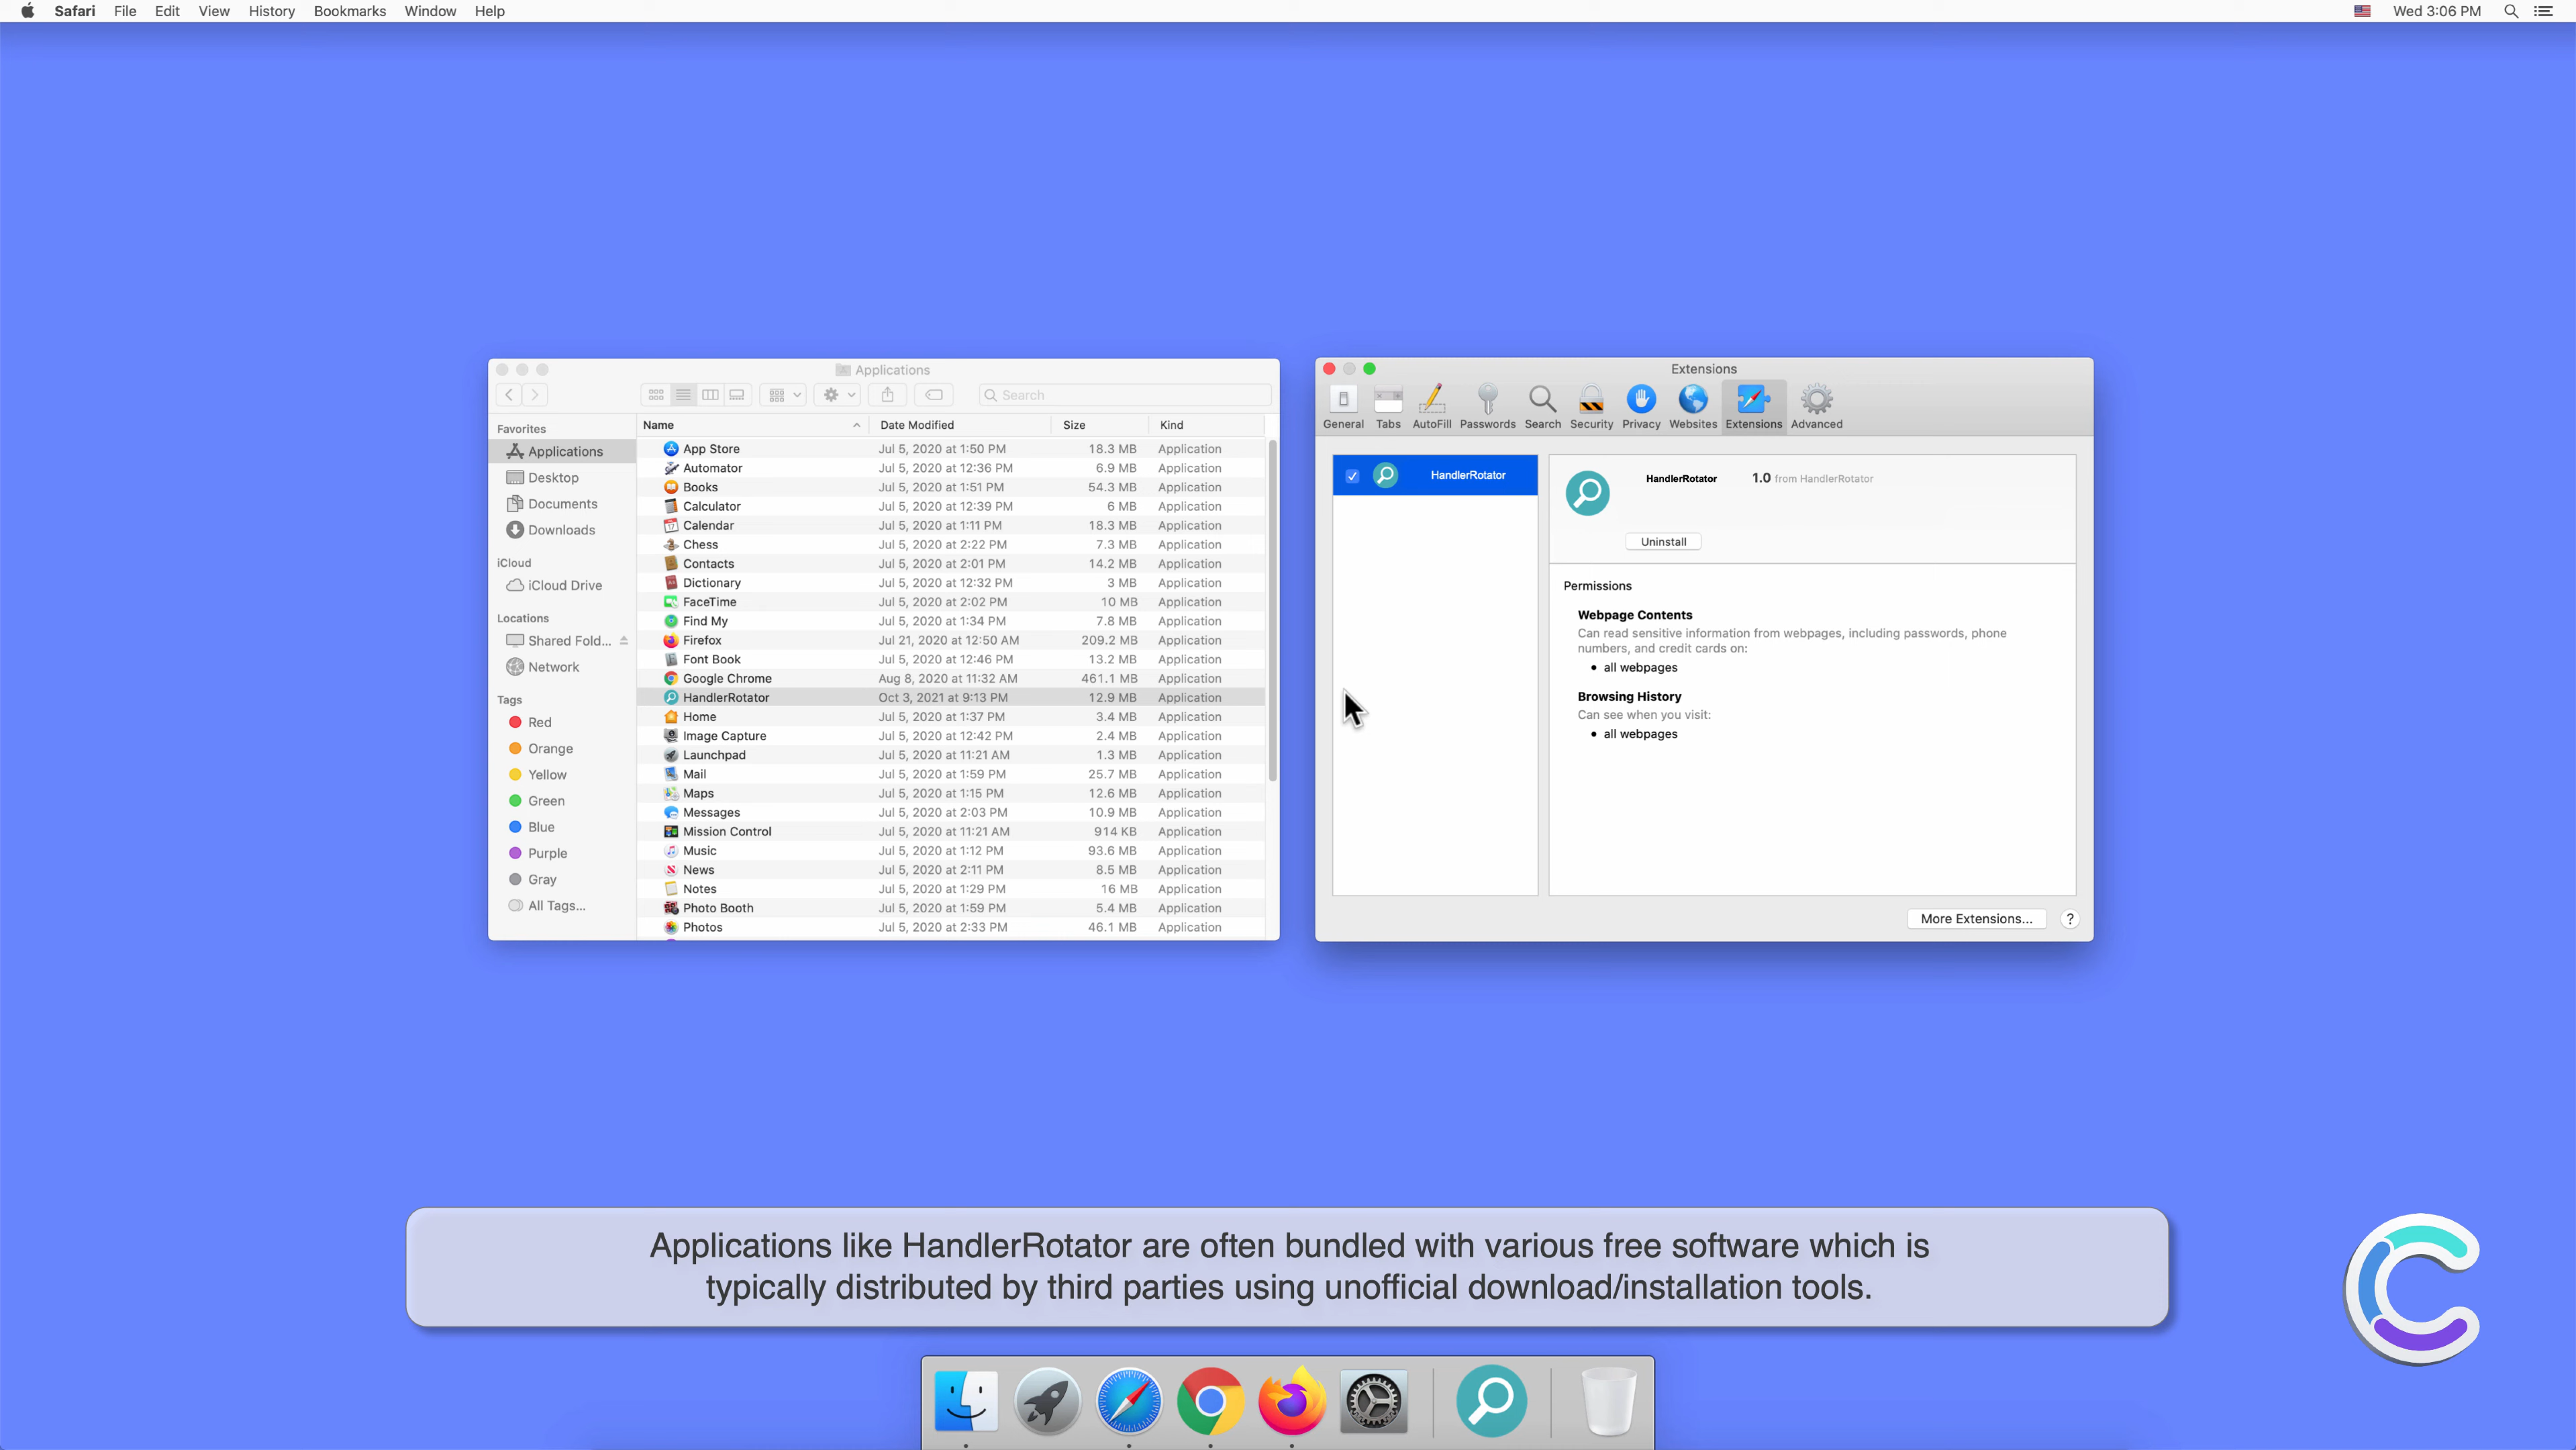 Safari File Edit View History Bookmarks Window Help
Wed 3:06 PM
Applications
Search
Favorites
Applications
Desktop
Documents
Downloads
iCloud
iCloud Drive
Locations
Shared Fold...
Network
Tags
Red
Orange
Yellow
Green
Blue
Purple
Gray
All Tags...
Name Date Modified Size Kind
App Store Jul 5, 2020 at 1:50 PM 18.3 MB Application
Automator Jul 5, 2020 at 12:36 PM 6.9 MB Application
Books Jul 5, 2020 at 1:51 PM 54.3 MB Application
Calculator Jul 5, 2020 at 12:39 PM 6 MB Application
Calendar Jul 5, 2020 at 1:11 PM 18.3 MB Application
Chess Jul 5, 2020 at 2:22 PM 7.3 MB Application
Contacts Jul 5, 2020 at 2:01 PM 14.2 MB Application
Dictionary Jul 5, 2020 at 12:32 PM 3 MB Application
FaceTime Jul 5, 2020 at 2:02 PM 10 MB Application
Find My Jul 5, 2020 at 1:34 PM 7.8 MB Application
Firefox Jul 21, 2020 at 12:50 AM 209.2 MB Application
Font Book Jul 5, 2020 at 12:46 PM 13.2 MB Application
Google Chrome Aug 8, 2020 at 11:32 AM 461.1 MB Application
HandlerRotator Oct 3, 2021 at 9:13 PM 12.9 MB Application
Home Jul 5, 2020 at 1:37 PM 3.4 MB Application
Image Capture Jul 5, 2020 at 12:42 PM 2.4 MB Application
Launchpad Jul 5, 2020 at 11:21 AM 1.3 MB Application
Mail Jul 5, 2020 at 1:59 PM 25.7 MB Application
Maps Jul 5, 2020 at 1:15 PM 12.6 MB Application
Messages Jul 5, 2020 at 2:03 PM 10.9 MB Application
Mission Control Jul 5, 2020 at 11:21 AM 914 KB Application
Music Jul 5, 2020 at 1:12 PM 93.6 MB Application
News Jul 5, 2020 at 2:11 PM 8.5 MB Application
Notes Jul 5, 2020 at 1:29 PM 16 MB Application
Photo Booth Jul 5, 2020 at 1:59 PM 5.4 MB Application
Photos Jul 5, 2020 at 2:33 PM 46.1 MB Application
Extensions
General Tabs AutoFill Passwords Search Security Privacy Websites Extensions Advanced
HandlerRotator
HandlerRotator 1.0 from HandlerRotator
Uninstall
Permissions
Webpage Contents
Can read sensitive information from webpages, including passwords, phone
numbers, and credit cards on:
• all webpages
Browsing History
Can see when you visit:
• all webpages
More Extensions... ?
Applications like HandlerRotator are often bundled with various free software which is
typically distributed by third parties using unofficial download/installation tools.